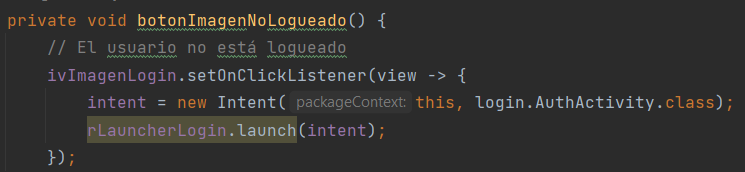 private void botonImagenNoLogueado() {
// El usuario no está logueado
ivImagenLogin.setOnClickListener(view -> {
intent = new Intent( packageContext: this, login.AuthActivity.class);
rLauncherLogin.launch(intent);
});